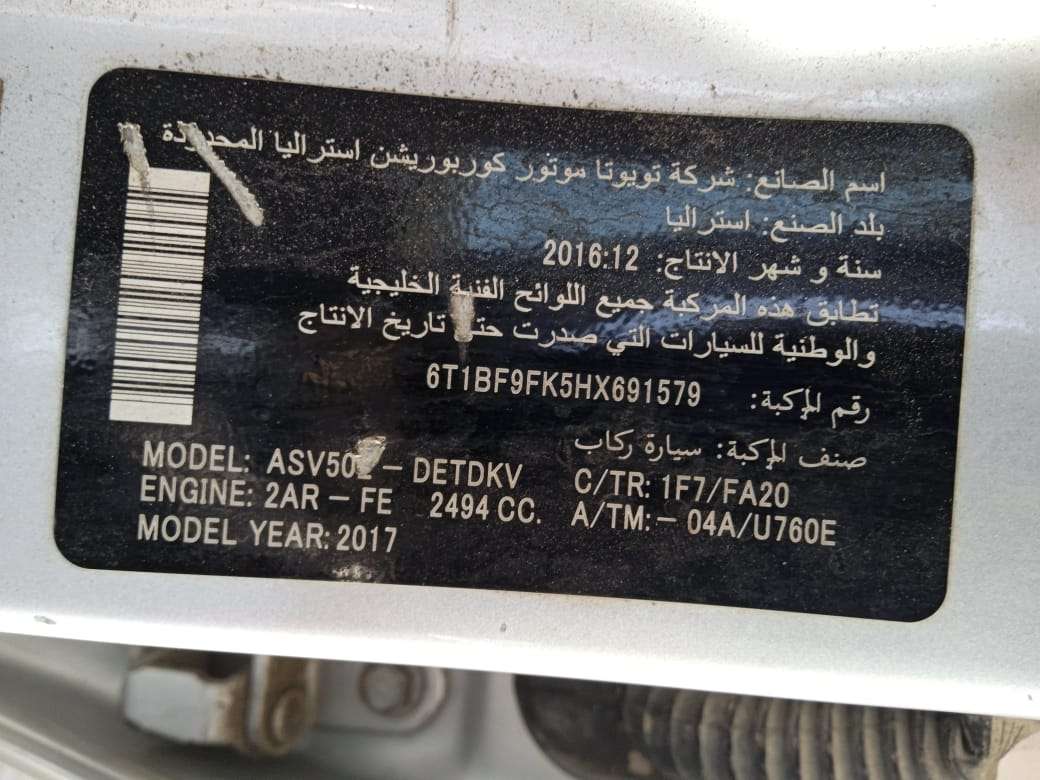 اسم الصانع: شركة تويوتا موتور كوربوريشن استراليا المحدودة
بلد الصنع: استراليا
سنة و شهر الانتاج: 2016:12
تطابق هذه المركبة جميع اللوائح الفنية الخليجية
والوطنية للسيارات التي صدرت حتى تاريخ الانتاج
رقم المركبة: 6T1BF9FK5HX691579
صنف المركبة: سيارة ركاب
MODEL: ASV50 - DETDKV C/TR: 1F7/FA20
ENGINE: 2AR - FE 2494 CC. A/TM: - 04A/U760E
MODEL YEAR: 2017